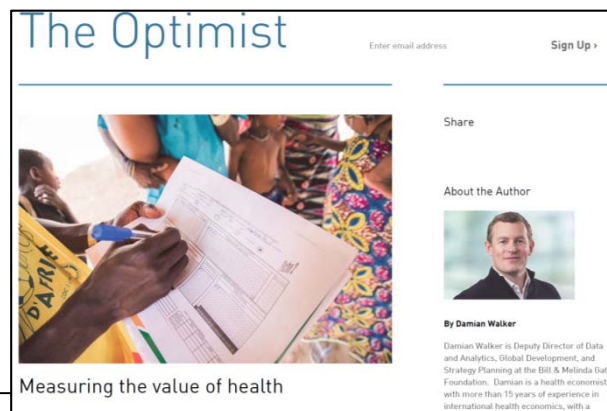 The Optimist
Enter email address
Sign Up ›
Share
About the Author
D'AFRI
Measuring the value of health
By Damian Walker
Damian Walker is Deputy Director of Data
and Analytics, Global Development, and
Strategy Planning at the Bill & Melinda Gat
Foundation. Damian is a health economist
with more than 15 years of experience in
international health economics, with a